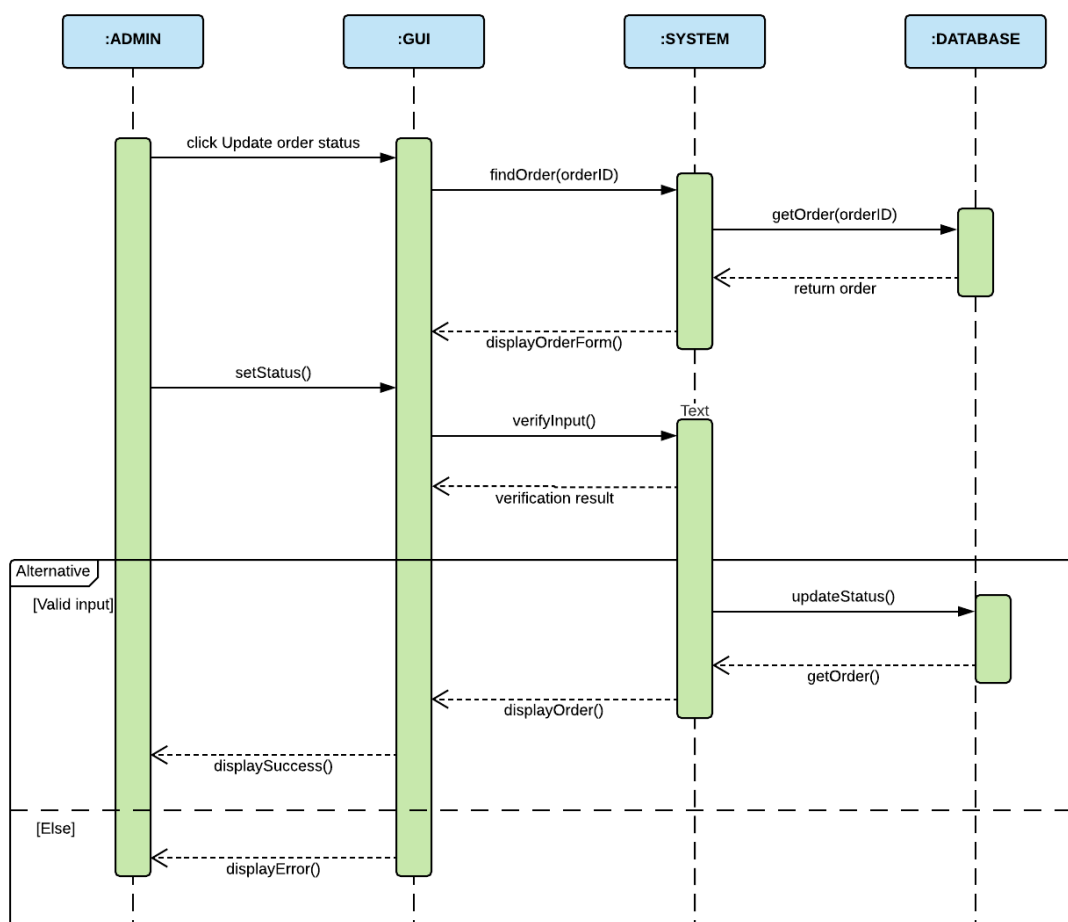 :ADMIN
:GUI
:SYSTEM
:DATABASE
click Update order status
findOrder(orderID)
getOrder(orderID)
return order
displayOrderForm()
setStatus()
Text
verifyInput()
verification result
Alternative
[Valid input]
updateStatus()
getOrder()
displayOrder()
displaySuccess()
[Else]
displayError()